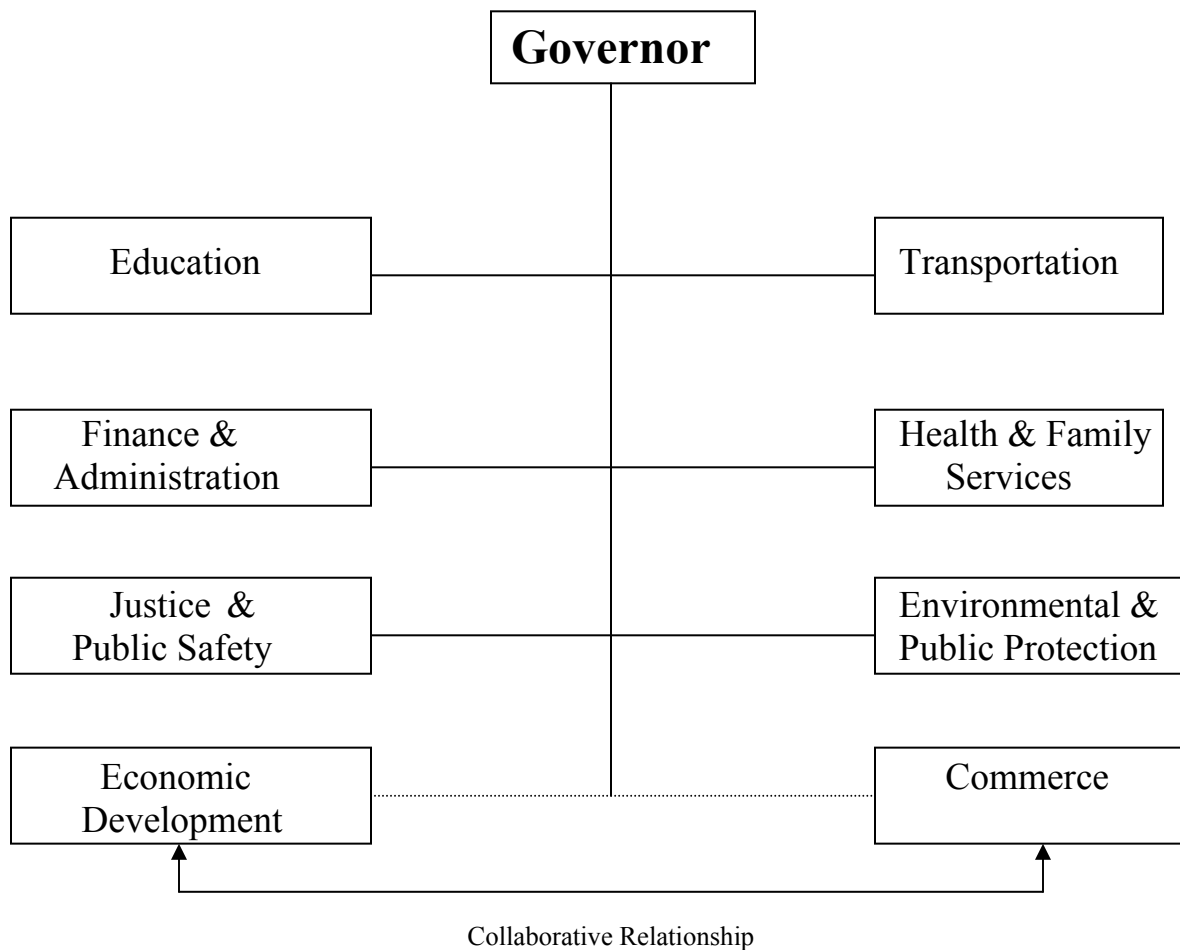 Governor
Education
Transportation
Finance &
Administration
Health & Family
Services
Justice &
Public Safety
Environmental &
Public Protection
Economic
Development
Commerce
Collaborative Relationship